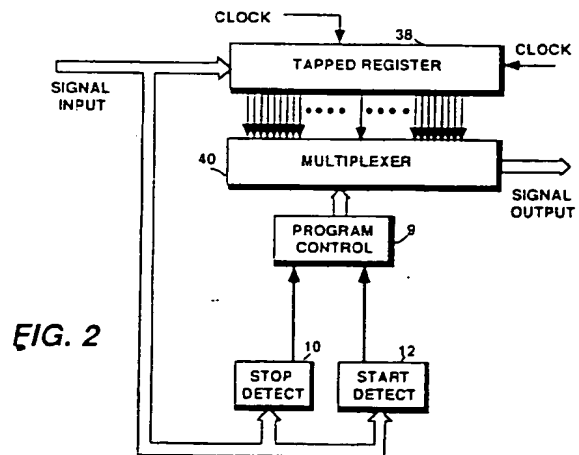 CLOCK
38
TAPPED REGISTER
CLOCK
SIGNAL
INPUT
MULTIPLEXER
40
SIGNAL
OUTPUT
PROGRAM
CONTROL
9
FIG. 2
10
STOP
DETECT
12
START
DETECT